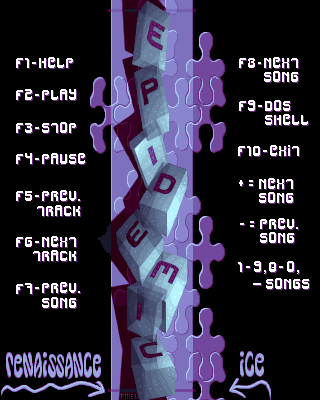 F1-HELP
F2-PLAY
F3-STOP
F4-PAUSE
F5-PREV.
TRACK
F6-NEXT
TRACK
F7-PREV.
SONG
E
P
I
D
E
M
I
C
F8-NEXT
SONG
F9-DOS
SHELL
F10-EXIT
+ = NEXT
SONG
- = PREV.
SONG
1-9,0-0,
- SONGS
RENAISSANCE
ICE